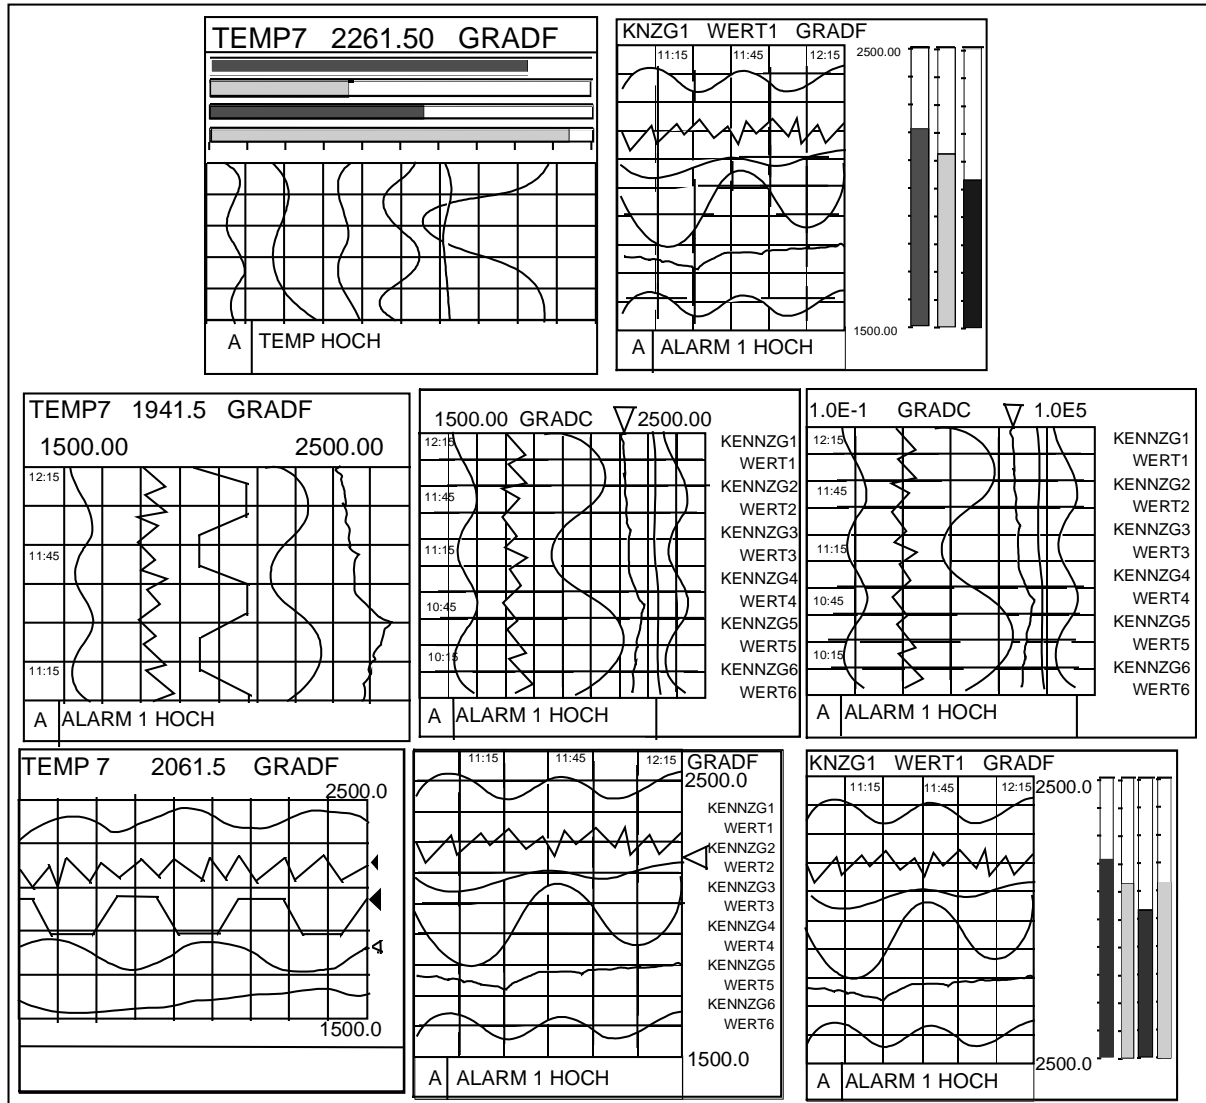 TEMP7 2261.50 GRADF
A TEMP HOCH
KNZG1 WERT1 GRADF
11:15 11:45 12:15
2500.00
1500.00
A ALARM 1 HOCH
TEMP7 1941.5 GRADF
1500.00 2500.00
12:15
11:45
11:15
A ALARM 1 HOCH
1500.00 GRADC 2500.00
12:15
KENNZG1
WERT1
KENNZG2
11:45
WERT2
KENNZG3
11:15
WERT3
KENNZG4
10:45
WERT4
KENNZG5
WERT5
10:15
KENNZG6
WERT6
A ALARM 1 HOCH
1.0E-1 GRADC 1.0E5
12:15
KENNZG1
WERT1
KENNZG2
11:45
WERT2
KENNZG3
11:15
WERT3
KENNZG4
10:45
WERT4
KENNZG5
WERT5
10:15
KENNZG6
WERT6
A ALARM 1 HOCH
TEMP 7 2061.5 GRADF
2500.0
1500.0
11:15 11:45 12:15
GRADF
2500.0
KENNZG1
WERT1
KENNZG2
WERT2
KENNZG3
WERT3
KENNZG4
WERT4
KENNZG5
WERT5
KENNZG6
WERT6
1500.0
A ALARM 1 HOCH
KNZG1 WERT1 GRADF
11:15 11:45 12:15
2500.0
2500.0
A ALARM 1 HOCH